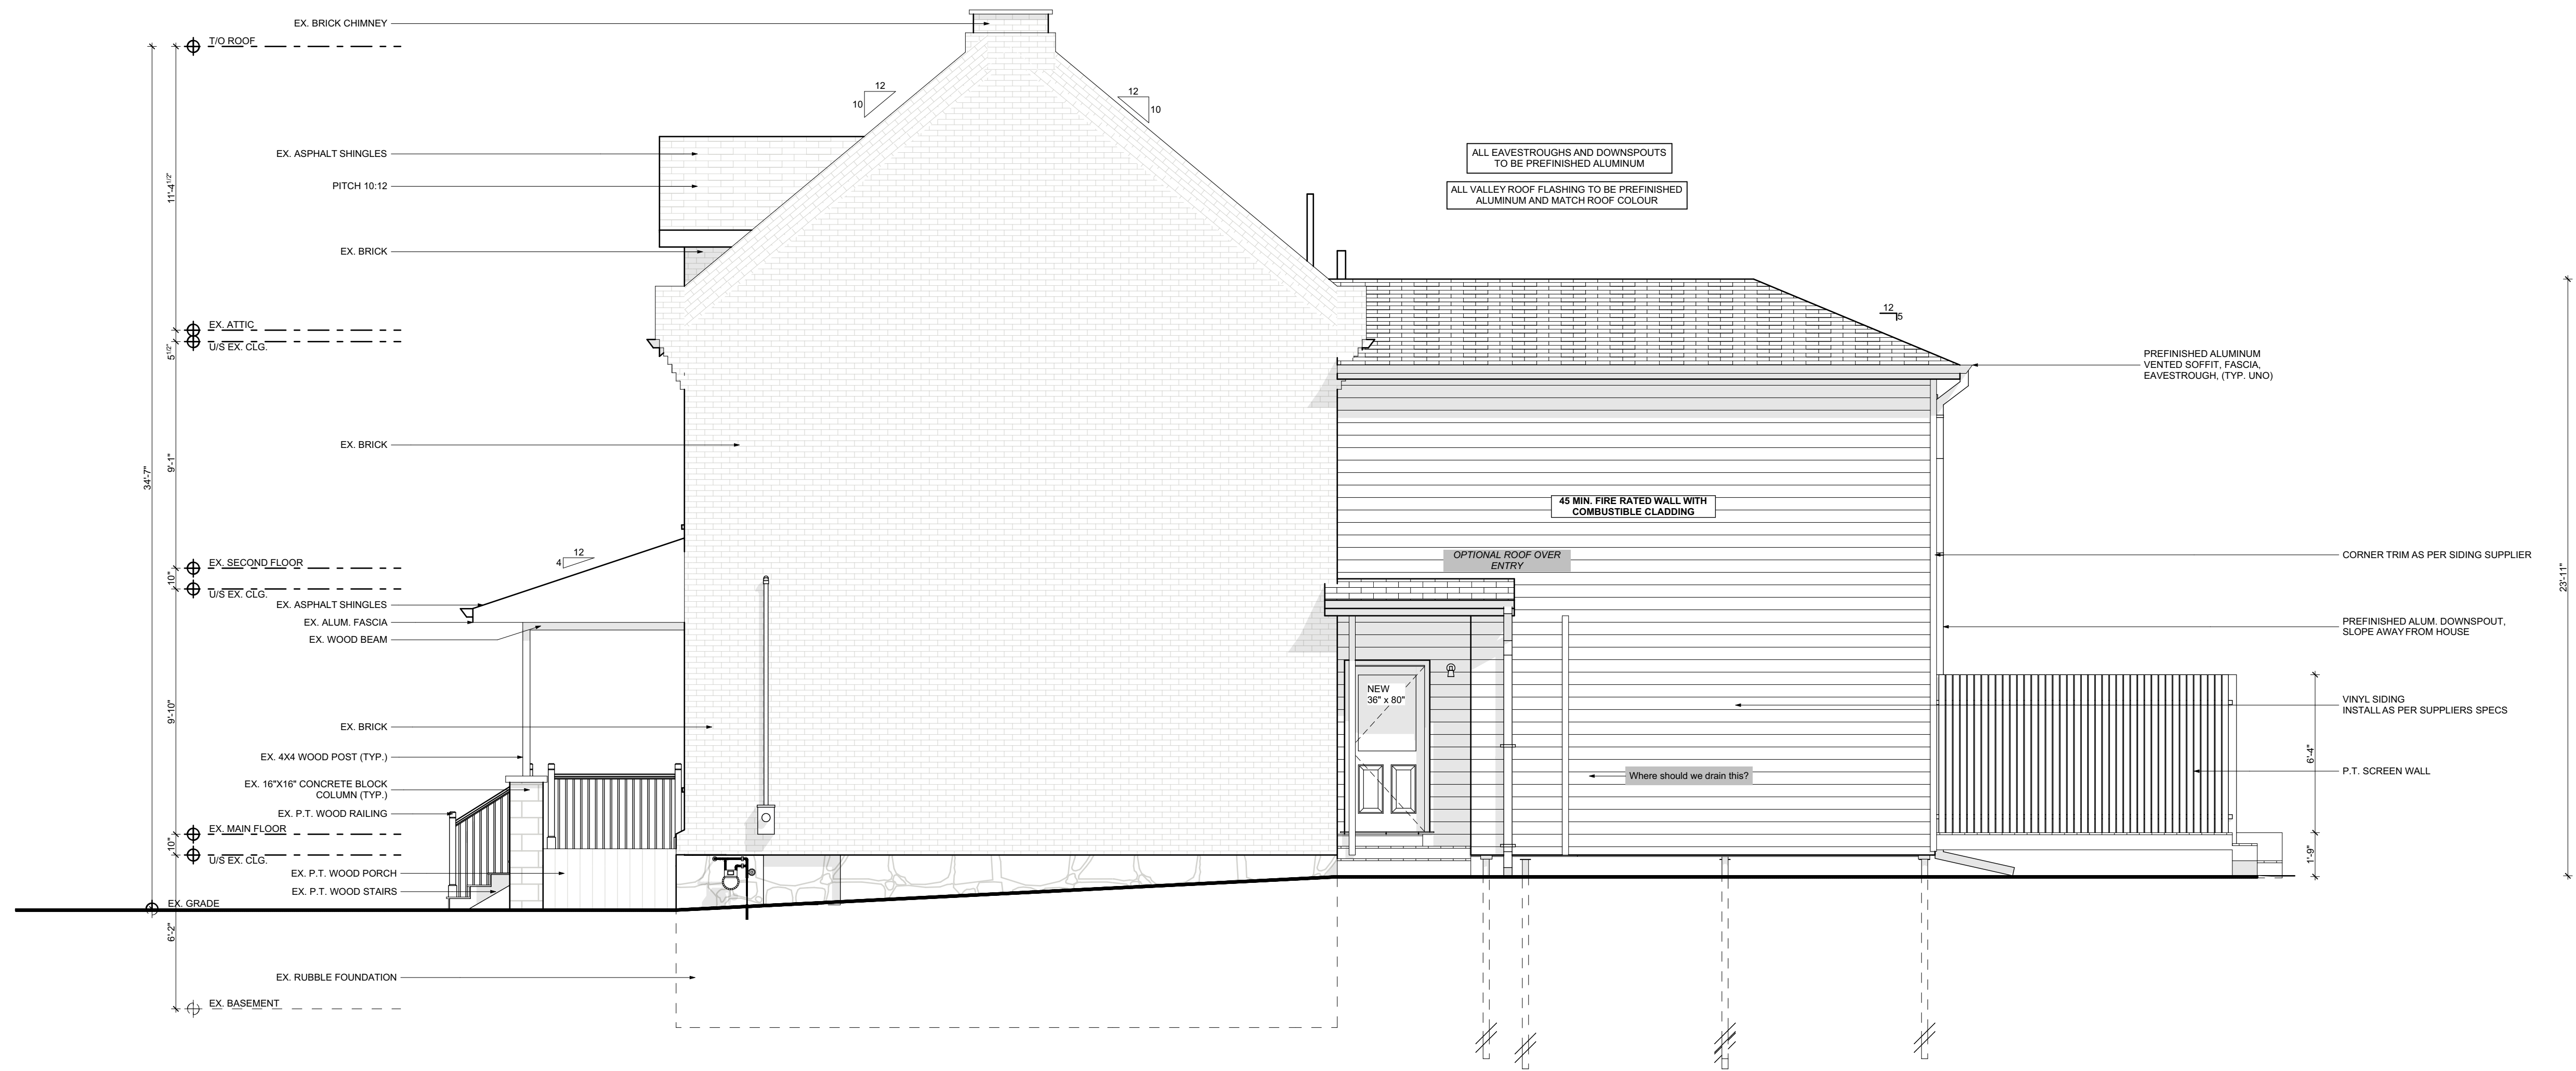 EX. BRICK CHIMNEY
T/O ROOF
12
10
12
10
EX. ASPHALT SHINGLES
PITCH 10:12
EX. BRICK
11'-4 1/2"
ALL EAVESTROUGHS AND DOWNSPOUTS
TO BE PREFINISHED ALUMINUM
ALL VALLEY ROOF FLASHING TO BE PREFINISHED
ALUMINUM AND MATCH ROOF COLOUR
EX. ATTIC
U/S EX. CLG.
5 1/2"
12
5
PREFINISHED ALUMINUM
VENTED SOFFIT, FASCIA,
EAVESTROUGH, (TYP. UNO)
EX. BRICK
9'-1"
34'-7"
45 MIN. FIRE RATED WALL WITH
COMBUSTIBLE CLADDING
12
4
OPTIONAL ROOF OVER
ENTRY
CORNER TRIM AS PER SIDING SUPPLIER
23'-11"
EX. SECOND FLOOR
10"
U/S EX. CLG.
EX. ASPHALT SHINGLES
EX. ALUM. FASCIA
EX. WOOD BEAM
PREFINISHED ALUM. DOWNSPOUT,
SLOPE AWAY FROM HOUSE
NEW
36" x 80"
VINYL SIDING
INSTALL AS PER SUPPLIERS SPECS
9'-10"
EX. BRICK
EX. 4X4 WOOD POST (TYP.)
6'-4"
Where should we drain this?
P.T. SCREEN WALL
EX. 16"X16" CONCRETE BLOCK
COLUMN (TYP.)
EX. P.T. WOOD RAILING
EX. MAIN FLOOR
10"
U/S EX. CLG.
1'-9"
EX. P.T. WOOD PORCH
EX. P.T. WOOD STAIRS
EX. GRADE
6'-2"
EX. RUBBLE FOUNDATION
EX. BASEMENT